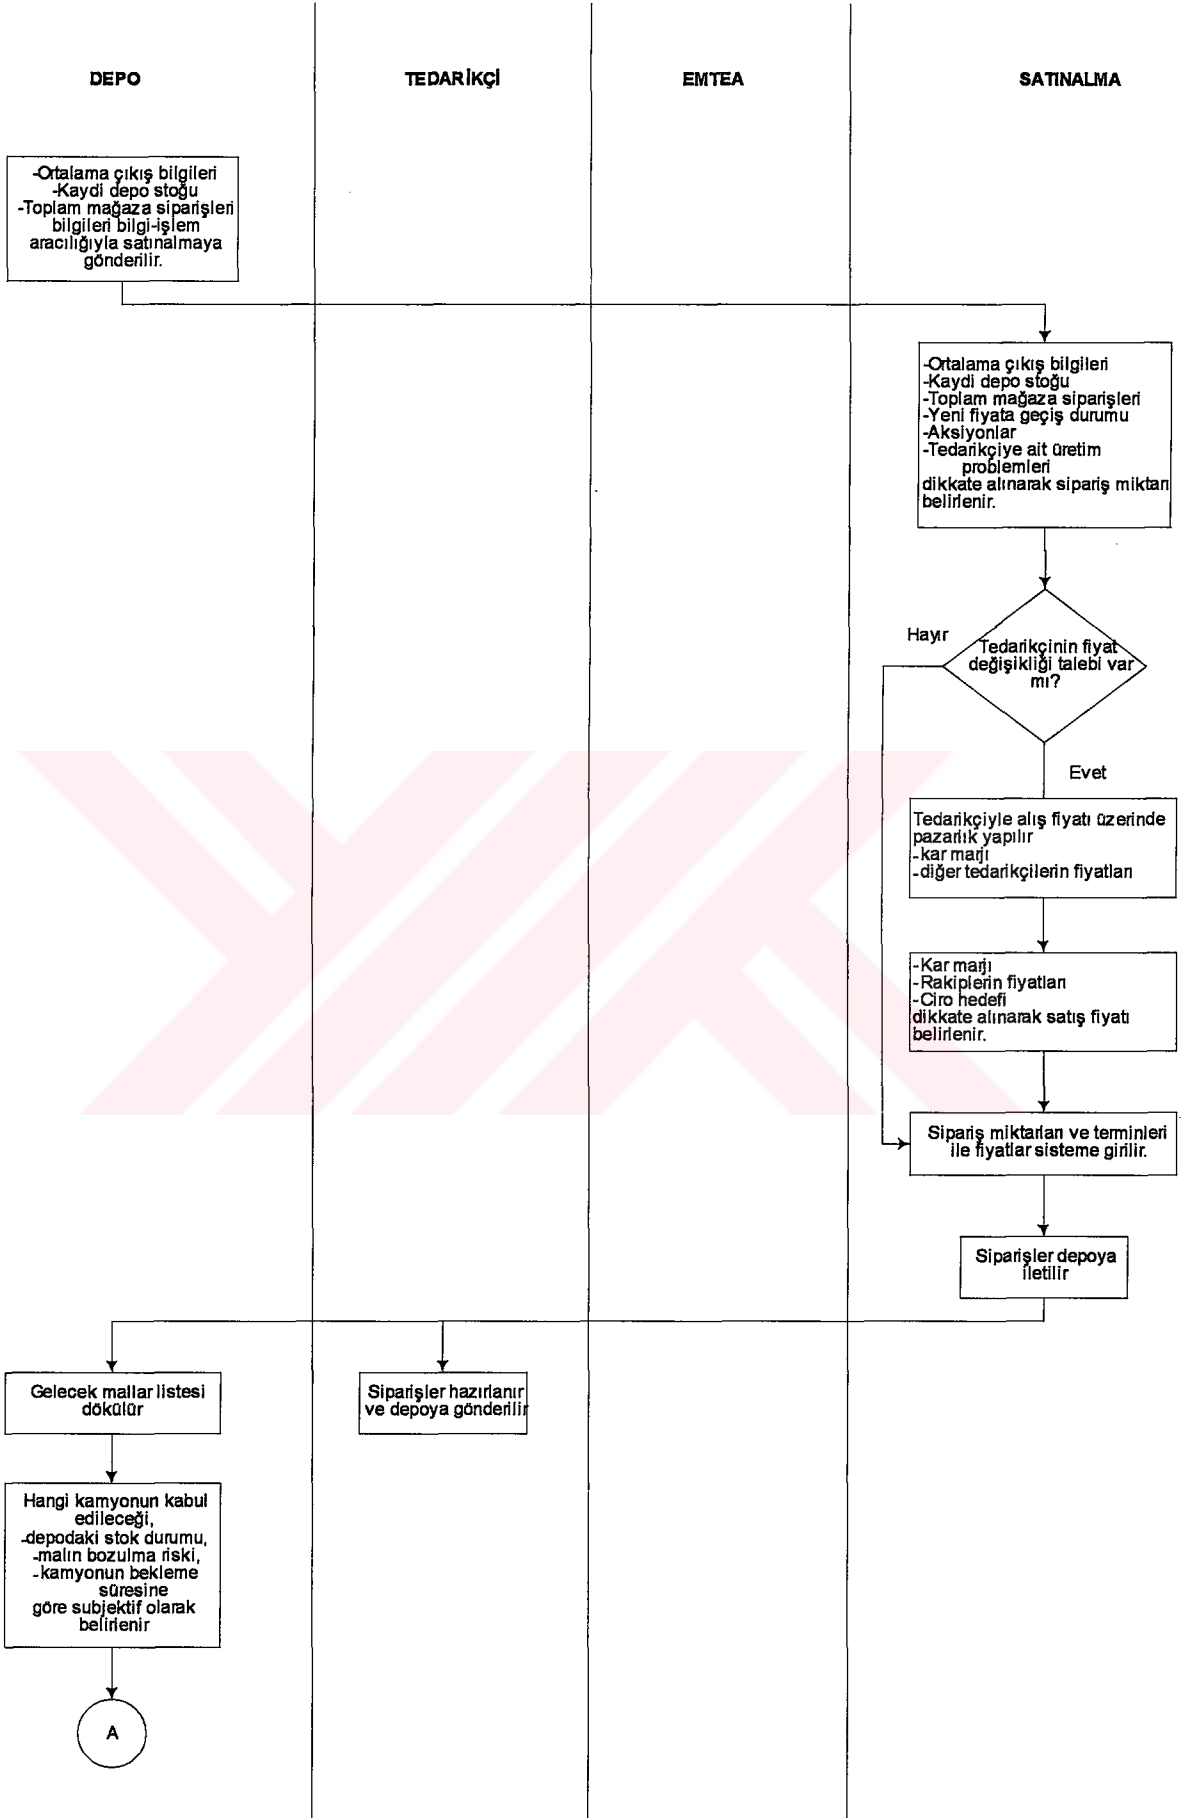 DEPO
TEDARİKÇİ
EMTEA
SATINALMA
-Ortalama çıkış bilgileri
-Kaydi depo stoğu
-Toplam mağaza siparişleri
bilgileri bilgi-işlem
aracılığıyla satınalmaya
gönderilir.
-Ortalama çıkış bilgileri
-Kaydi depo stoğu
-Toplam mağaza siparişleri
-Yeni fiyata geçiş durumu
-Aksiyonlar
-Tedarikçiye ait üretim
problemleri
dikkate alınarak sipariş miktarı
belirlenir.
Hayır
Tedarikçinin fiyat
değişikliği talebi var
mı?
Evet
Tedarikçiyle alış fiyatı üzerinde
pazarlık yapılır
-kar marjı
-diğer tedarikçilerin fiyatları
-Kar marjı
-Rakiplerin fiyatları
-Ciro hedefi
dikkate alınarak satış fiyatı
belirlenir.
Sipariş miktarları ve terminleri
ile fiyatlar sisteme girilir.
Siparişler depoya
iletilir
Gelecek mallar listesi
dökülür
Siparişler hazırlanır
ve depoya gönderilir
Hangi kamyonun kabul
edileceği,
-depodaki stok durumu,
-malın bozulma riski,
-kamyonun bekleme
süresine
göre subjektif olarak
belirlenir
A